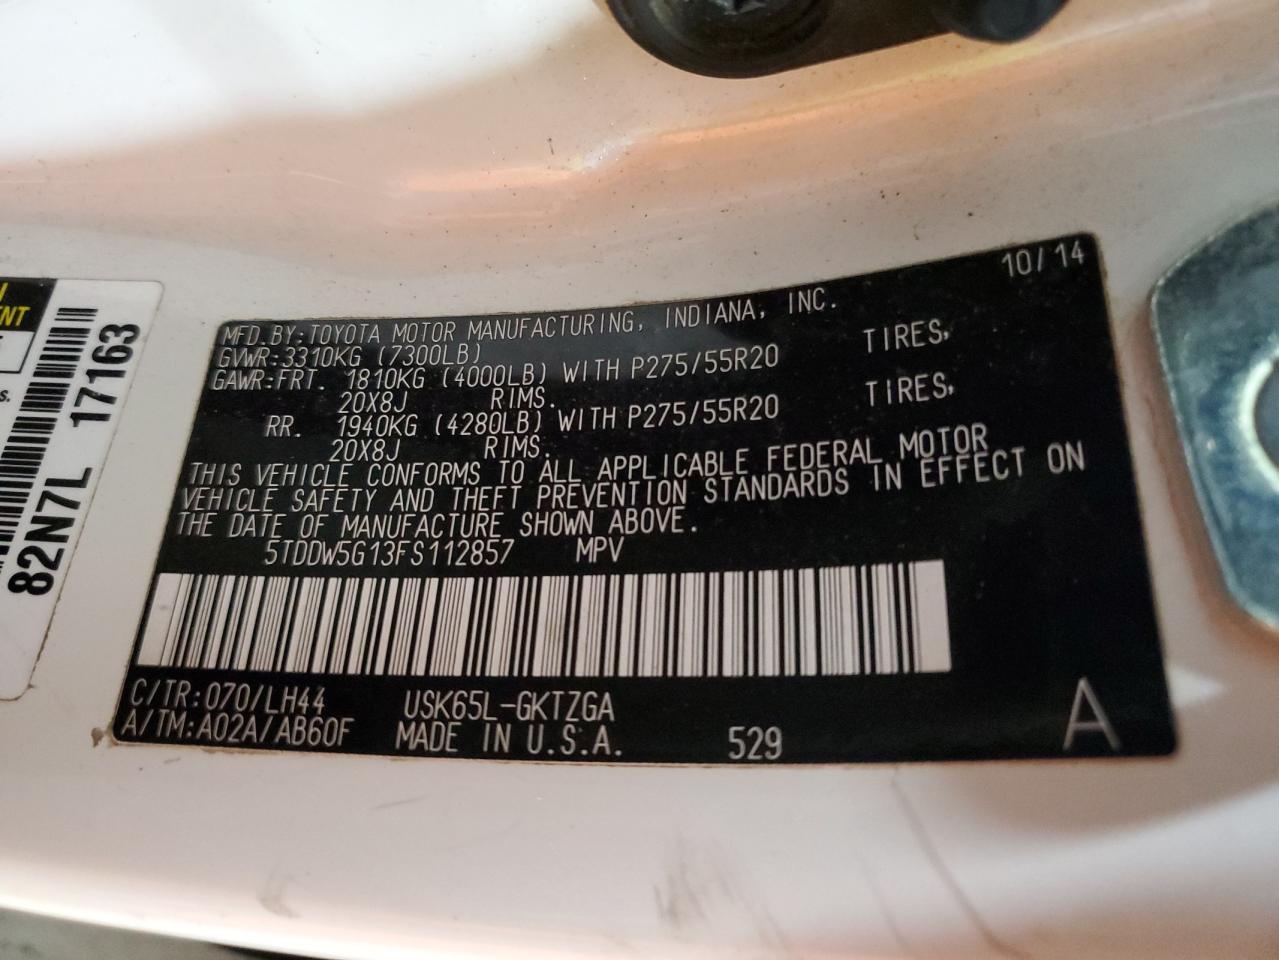 10/14
MFD.BY:TOYOTA MOTOR MANUFACTURING, INDIANA, INC.
GVWR:3310KG (7300LB)
GAWR:FRT. 1810KG (4000LB) WITH P275/55R20 TIRES,
20X8J RIMS.
RR. 1940KG (4280LB) WITH P275/55R20 TIRES,
20X8J RIMS.
THIS VEHICLE CONFORMS TO ALL APPLICABLE FEDERAL MOTOR
VEHICLE SAFETY AND THEFT PREVENTION STANDARDS IN EFFECT ON
THE DATE OF MANUFACTURE SHOWN ABOVE.
5TDDW5G13FS112857 MPV
C/TR:070/LH44 USK65L-GKTZGA
A/TM:A02A/AB60F MADE IN U.S.A. 529 A
82N7L 17163